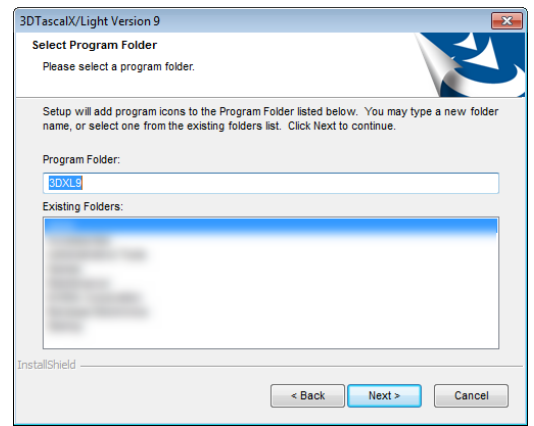 3DTascalX/Light Version 9
Select Program Folder
Please select a program folder.
Setup will add program icons to the Program Folder listed below.  You may type a new folder
name, or select one from the existing folders list.  Click Next to continue.
Program Folder:
3DXL9
Existing Folders:
InstallShield
< Back
Next >
Cancel